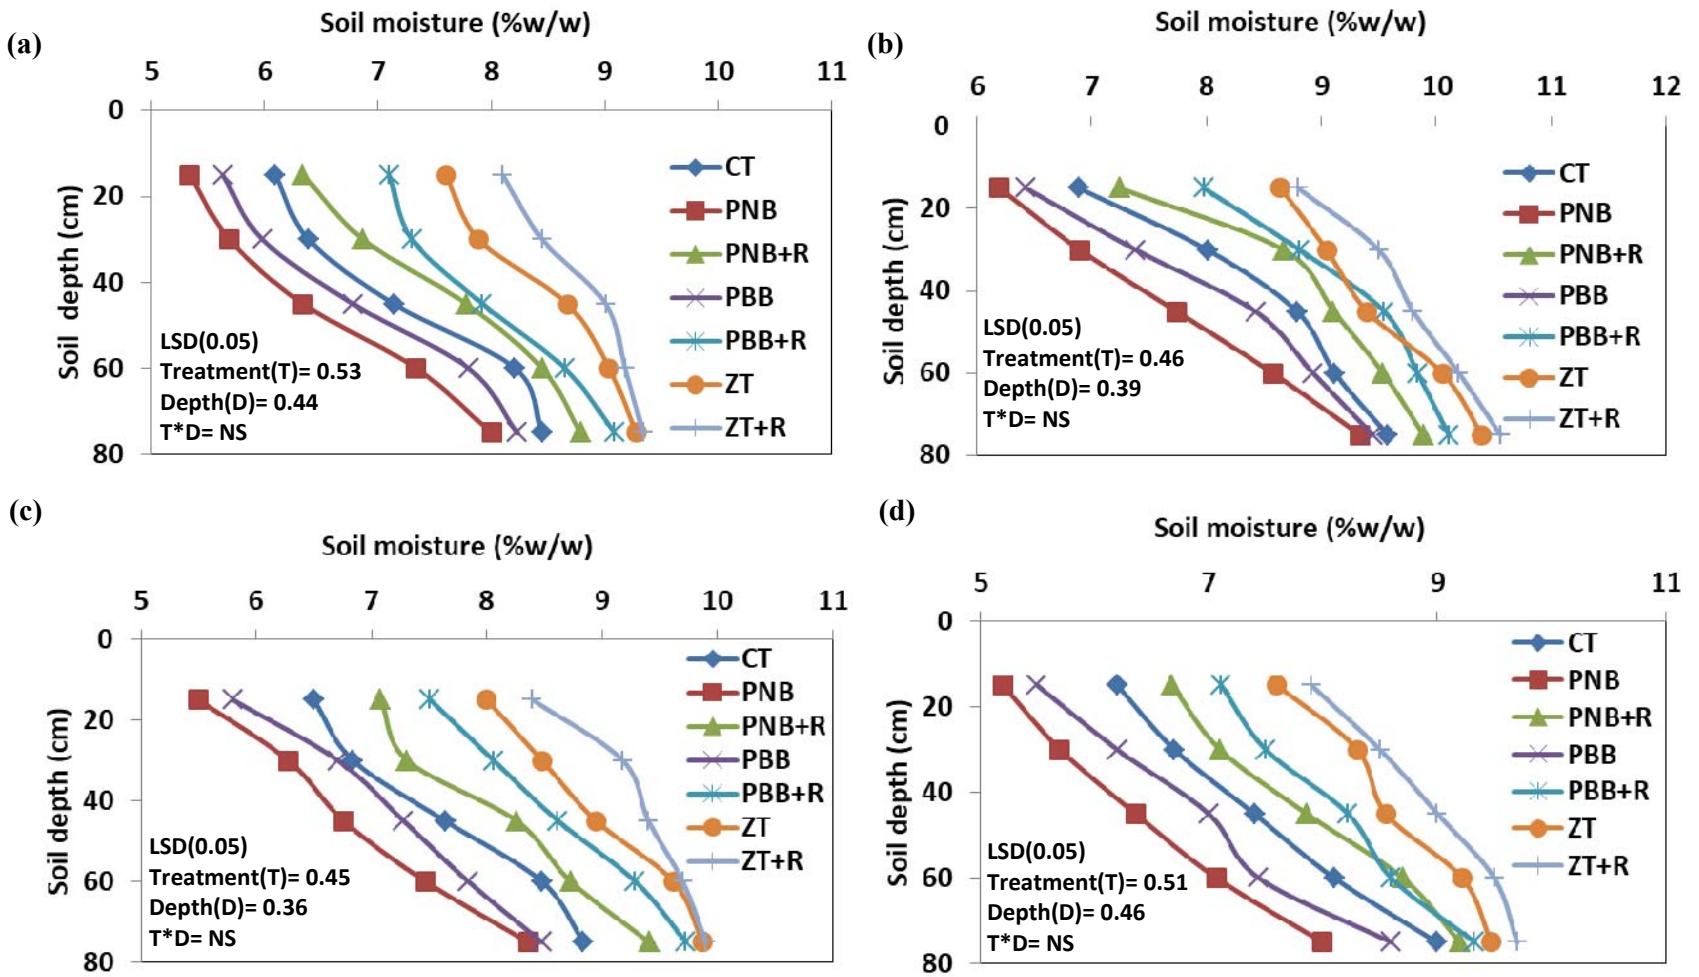 (a)
Soil moisture (%w/w)
5 6 7 8 9 10 11
0
20
40
60
80
Soil depth (cm)
CT
PNB
PNB+R
PBB
PBB+R
ZT
ZT+R
LSD(0.05)
Treatment(T)= 0.53
Depth(D)= 0.44
T*D= NS
(b)
Soil moisture (%w/w)
6 7 8 9 10 11 12
0
20
40
60
80
Soil depth (cm)
CT
PNB
PNB+R
PBB
PBB+R
ZT
ZT+R
LSD(0.05)
Treatment(T)= 0.46
Depth(D)= 0.39
T*D= NS
(c)
Soil moisture (%w/w)
5 6 7 8 9 10 11
0
20
40
60
80
Soil depth (cm)
CT
PNB
PNB+R
PBB
PBB+R
ZT
ZT+R
LSD(0.05)
Treatment(T)= 0.45
Depth(D)= 0.36
T*D= NS
(d)
Soil moisture (%w/w)
5 7 9 11
0
20
40
60
80
Soil depth (cm)
CT
PNB
PNB+R
PBB
PBB+R
ZT
ZT+R
LSD(0.05)
Treatment(T)= 0.51
Depth(D)= 0.46
T*D= NS